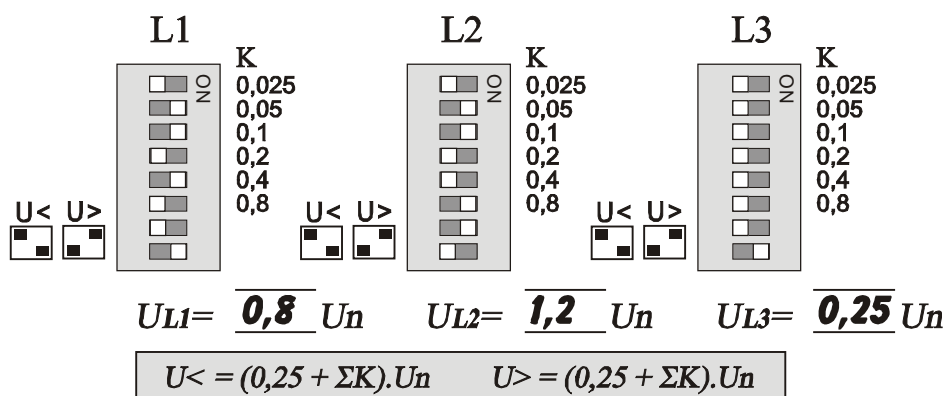 L1 L2 L3
K K K
ON ON ON
0,025 0,025 0,025
0,05 0,05 0,05
0,1 0,1 0,1
0,2 0,2 0,2
0,4 0,4 0,4
U< U> 0,8 U< U> 0,8 U< U> 0,8
UL1= 0,8 Un UL2= 1,2 Un UL3= 0,25 Un
U< = (0,25 + ΣK).Un U> = (0,25 + ΣK).Un